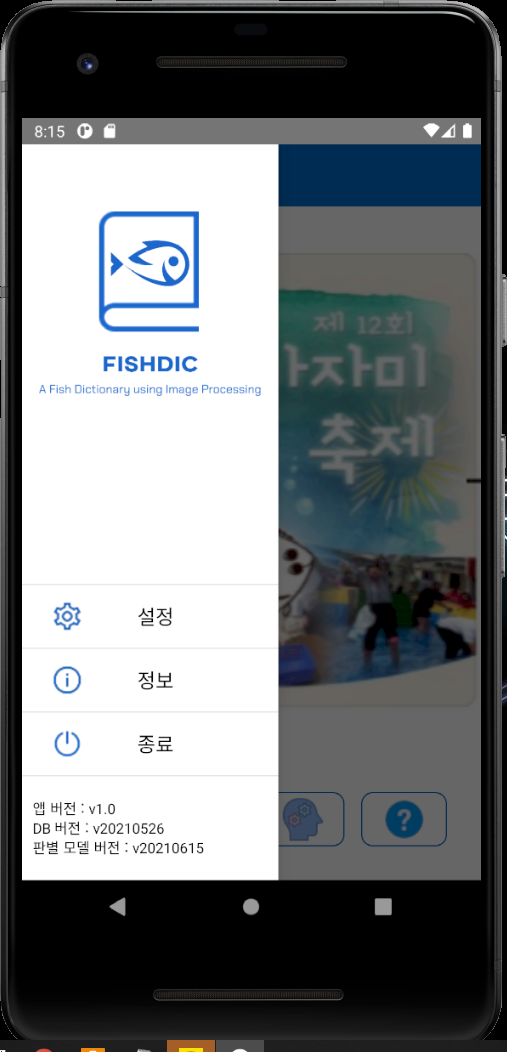 8:15
FISHDIC
A Fish Dictionary using Image Processing
제 12회
자미
축제
설정
정보
종료
앱 버전 : v1.0
DB 버전 : v20210526
판별 모델 버전 : v20210615
?